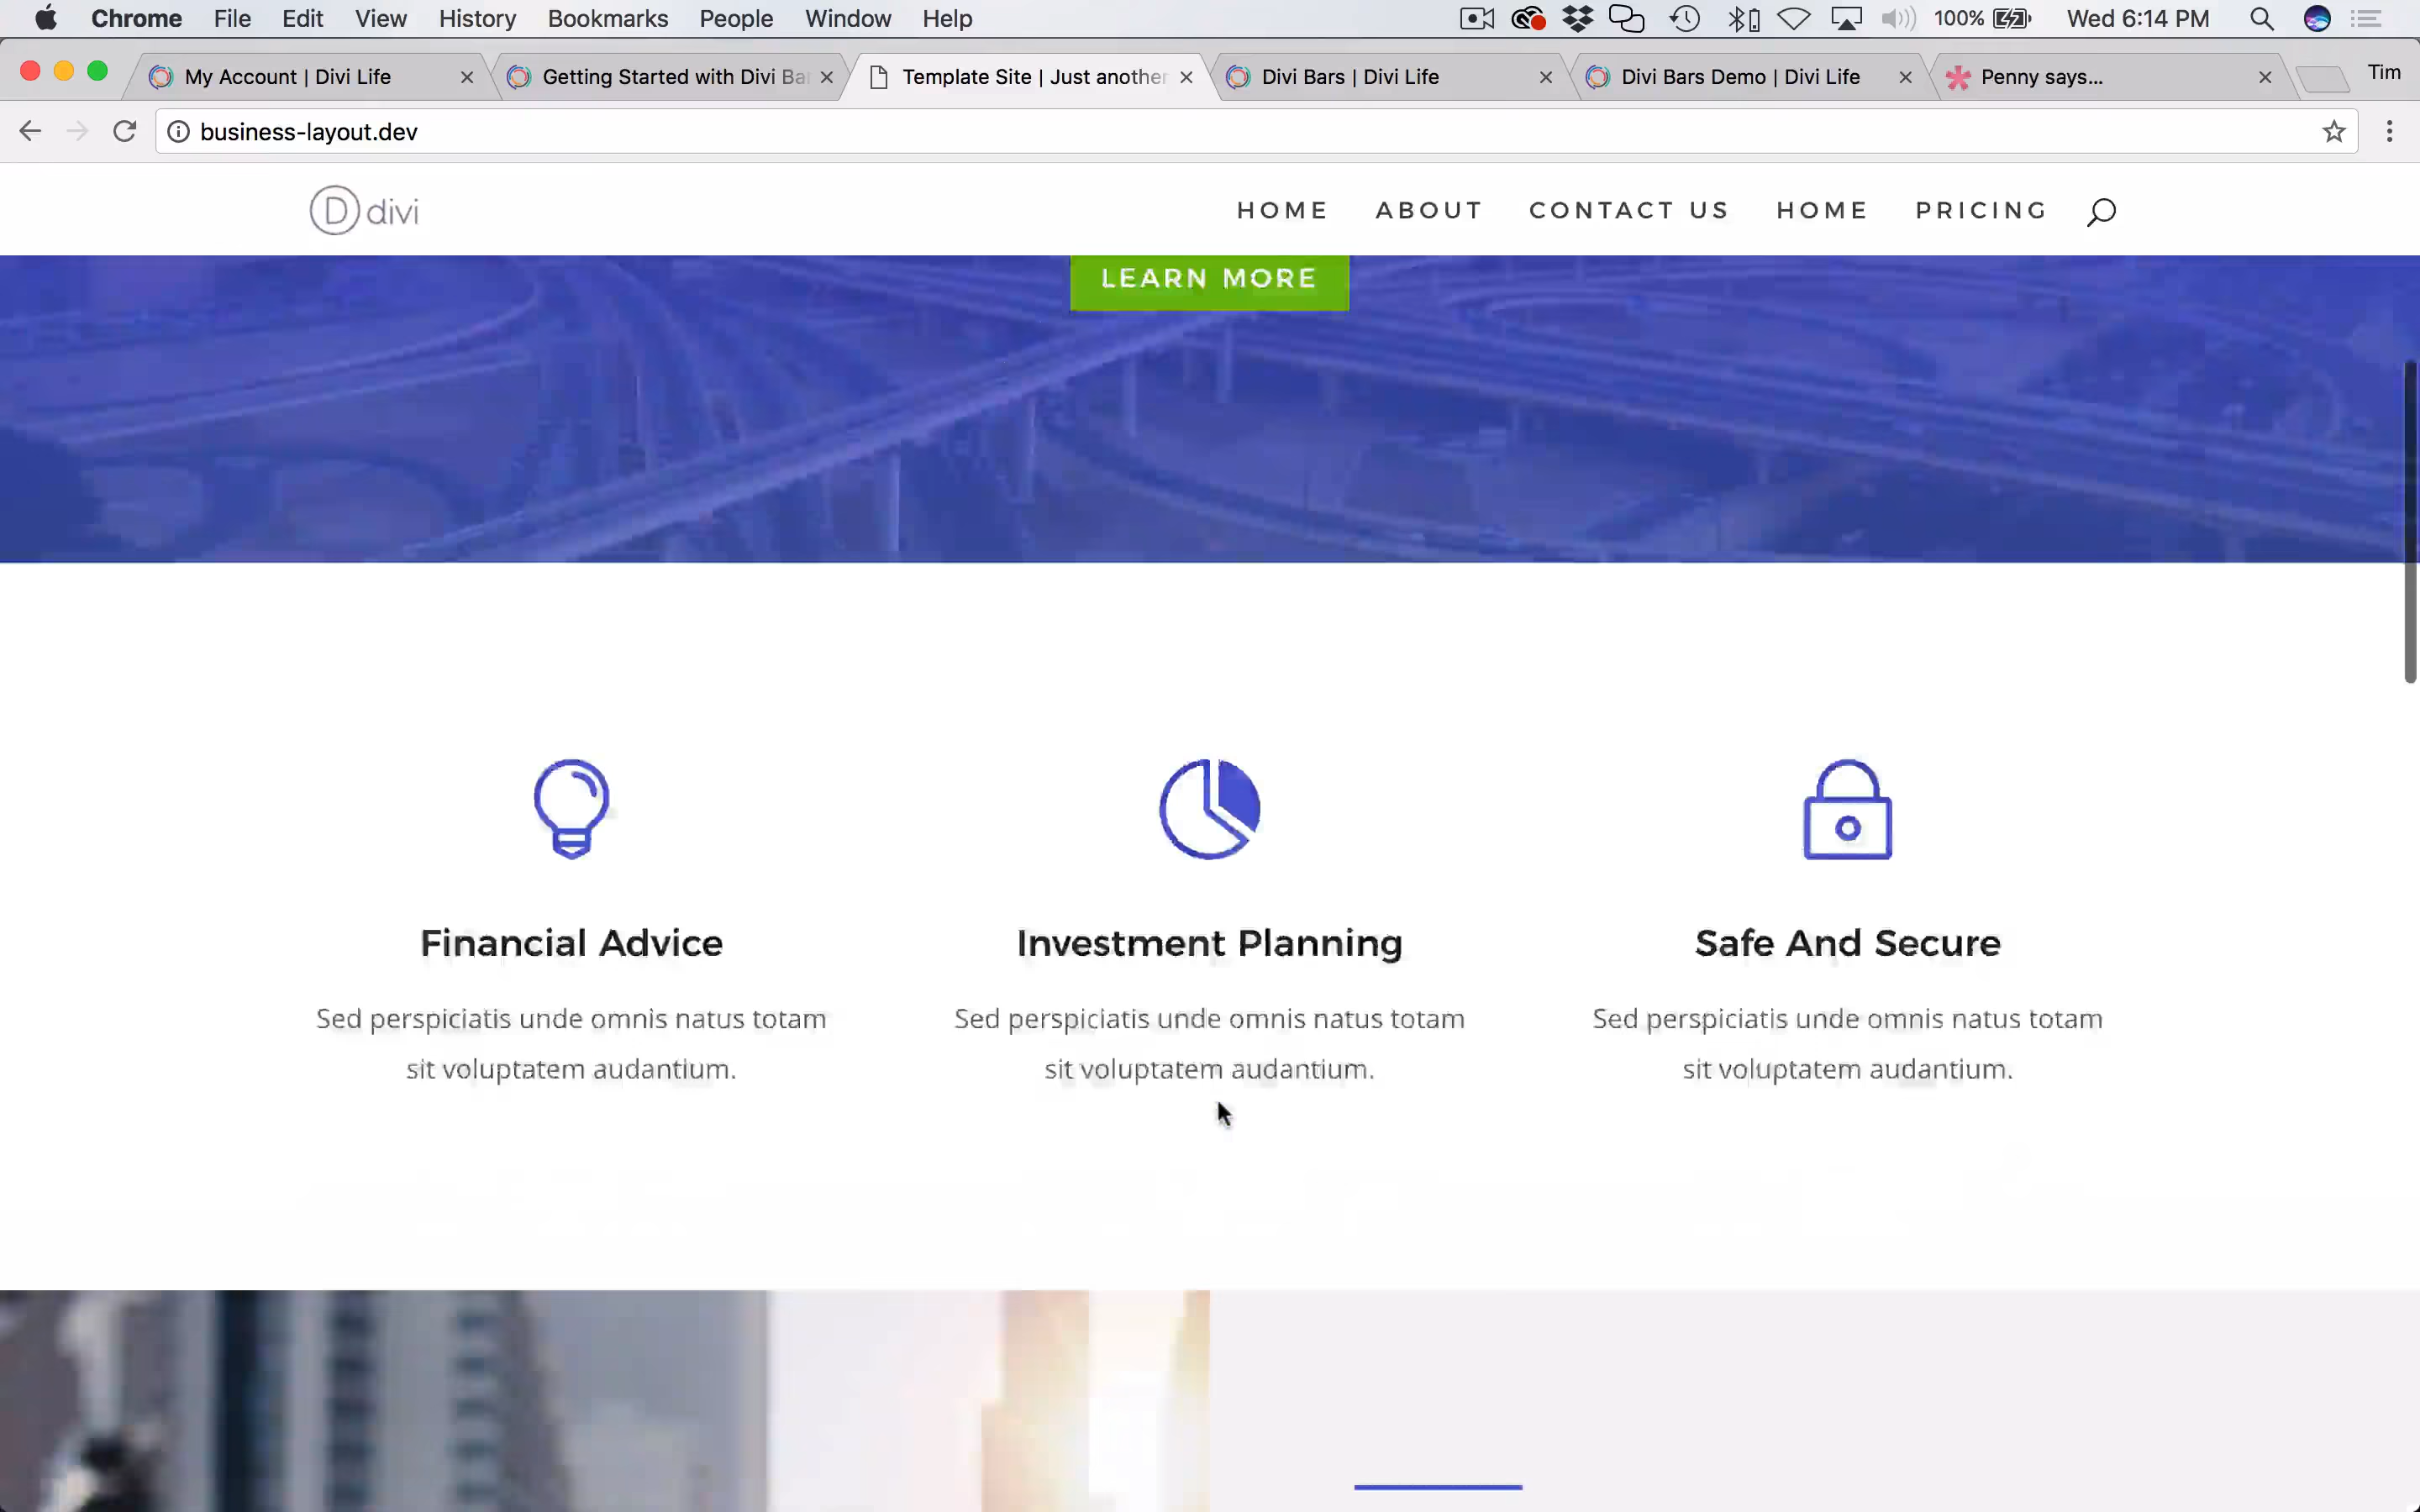 Chrome File Edit View History Bookmarks People Window Help 100% Wed 6:14 PM
My Account | Divi Life Getting Started with Divi Ba Template Site | Just another Divi Bars | Divi Life Divi Bars Demo | Divi Life Penny says... Tim
business-layout.dev
D divi HOME ABOUT CONTACT US HOME PRICING
LEARN MORE
Financial Advice Investment Planning Safe And Secure
Sed perspiciatis unde omnis natus totam Sed perspiciatis unde omnis natus totam Sed perspiciatis unde omnis natus totam
sit voluptatem audantium. sit voluptatem audantium. sit voluptatem audantium.